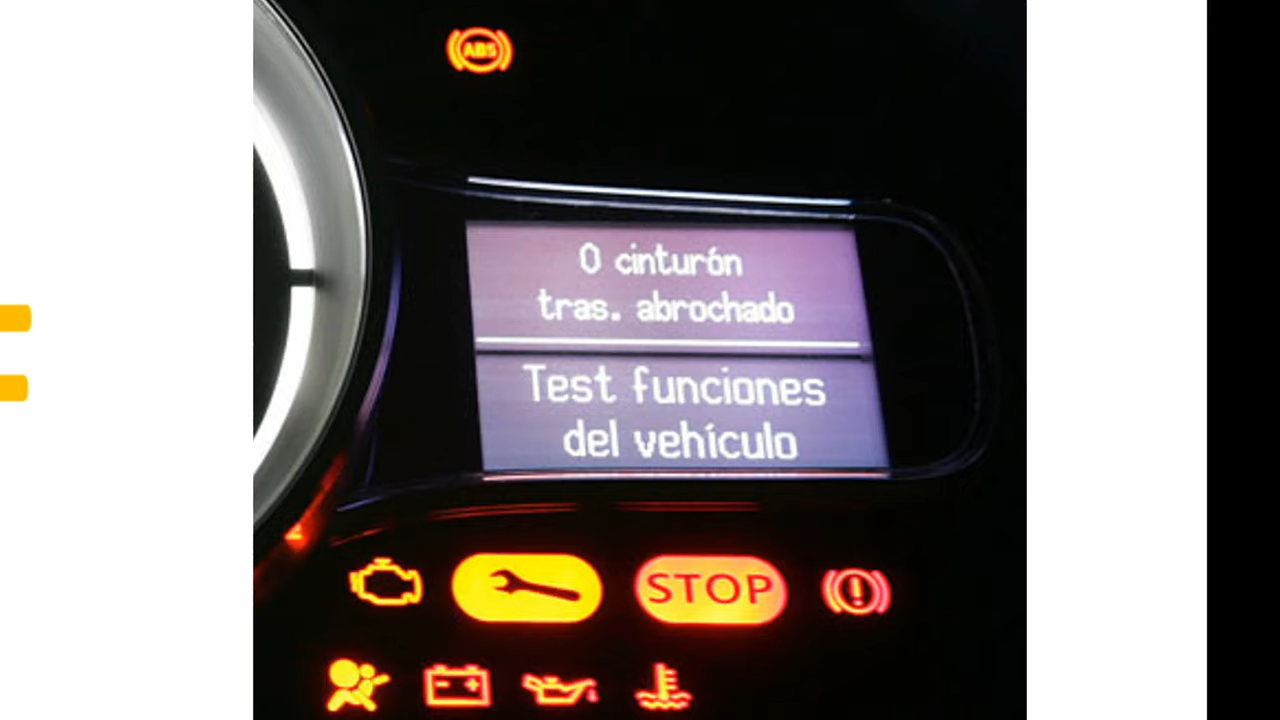 ABS
0 cinturón
tras. abrochado
Test funciones
del vehículo
STOP